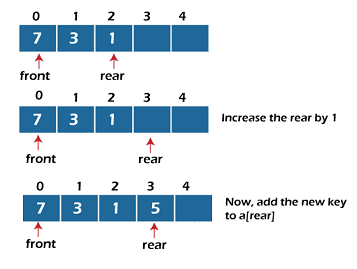 0 1 2 3 4
7 3 1
front rear
0 1 2 3 4
7 3 1
Increase the rear by 1
front rear
0 1 2 3 4
7 3 1 5
Now, add the new key
to a[rear]
front rear